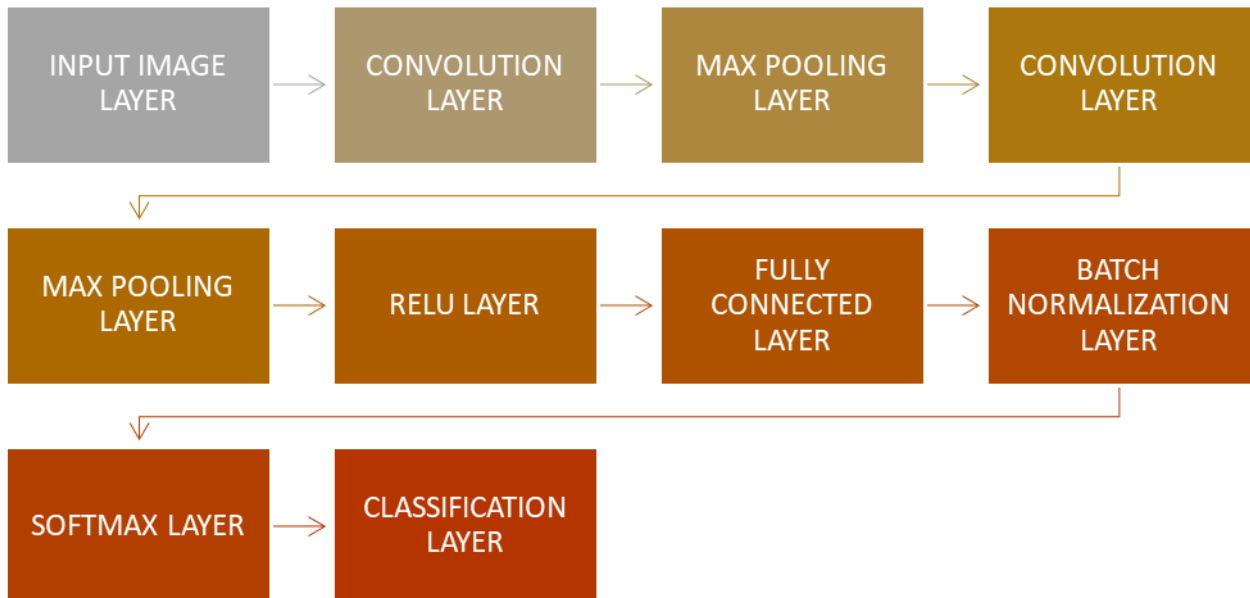 INPUT IMAGE
LAYER
CONVOLUTION
LAYER
MAX POOLING
LAYER
CONVOLUTION
LAYER
MAX POOLING
LAYER
RELU LAYER
FULLY
CONNECTED
LAYER
BATCH
NORMALIZATION
LAYER
SOFTMAX LAYER
CLASSIFICATION
LAYER